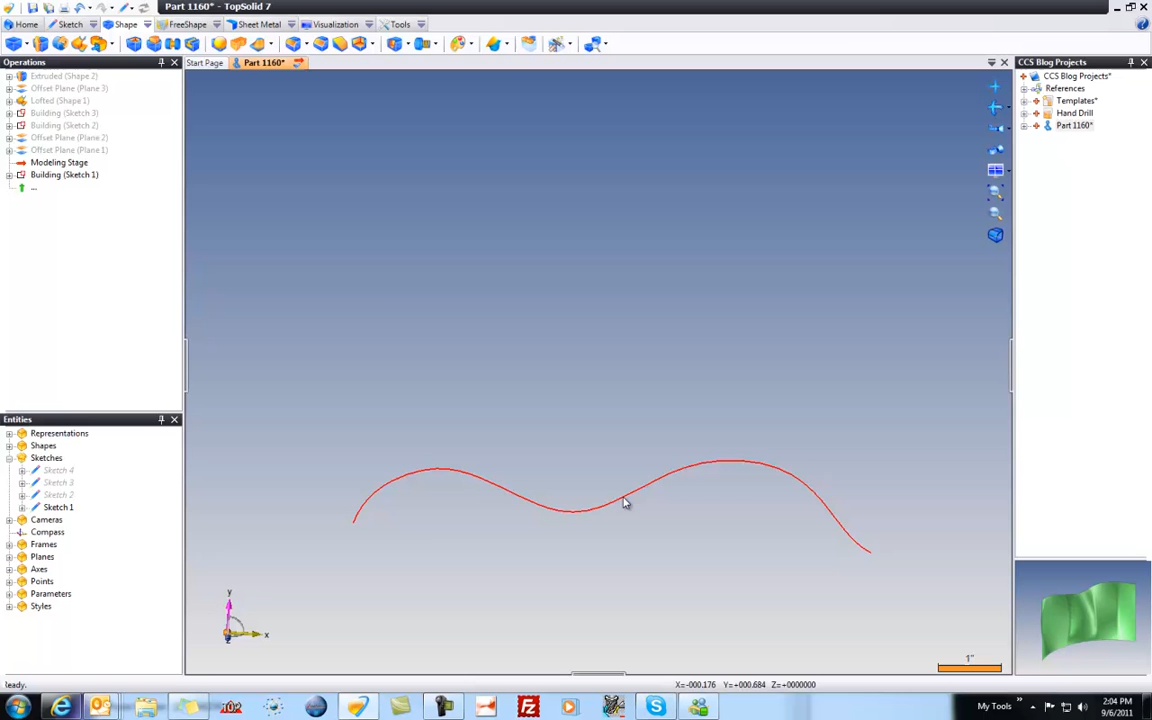 Part 1160* - TopSolid 7
Home Sketch Shape FreeShape Sheet Metal Visualization Tools
Operations
Start Page Part 1160*
CCS Blog Projects
Extruded (Shape 2)
Offset Plane (Plane 3)
Lofted (Shape 1)
Building (Sketch 3)
Building (Sketch 2)
Offset Plane (Plane 2)
Offset Plane (Plane 1)
Modeling Stage
Building (Sketch 1)
...
CCS Blog Projects*
References
Templates*
Hand Drill
Part 1160*
Entities
Representations
Shapes
Sketches
Sketch 4
Sketch 3
Sketch 2
Sketch 1
Cameras
Compass
Frames
Planes
Axes
Points
Parameters
Styles
y
x
z
1"
Ready.
X=-000.176 Y=+000.684 Z=+0000000
102
My Tools
2:04 PM
9/6/2011